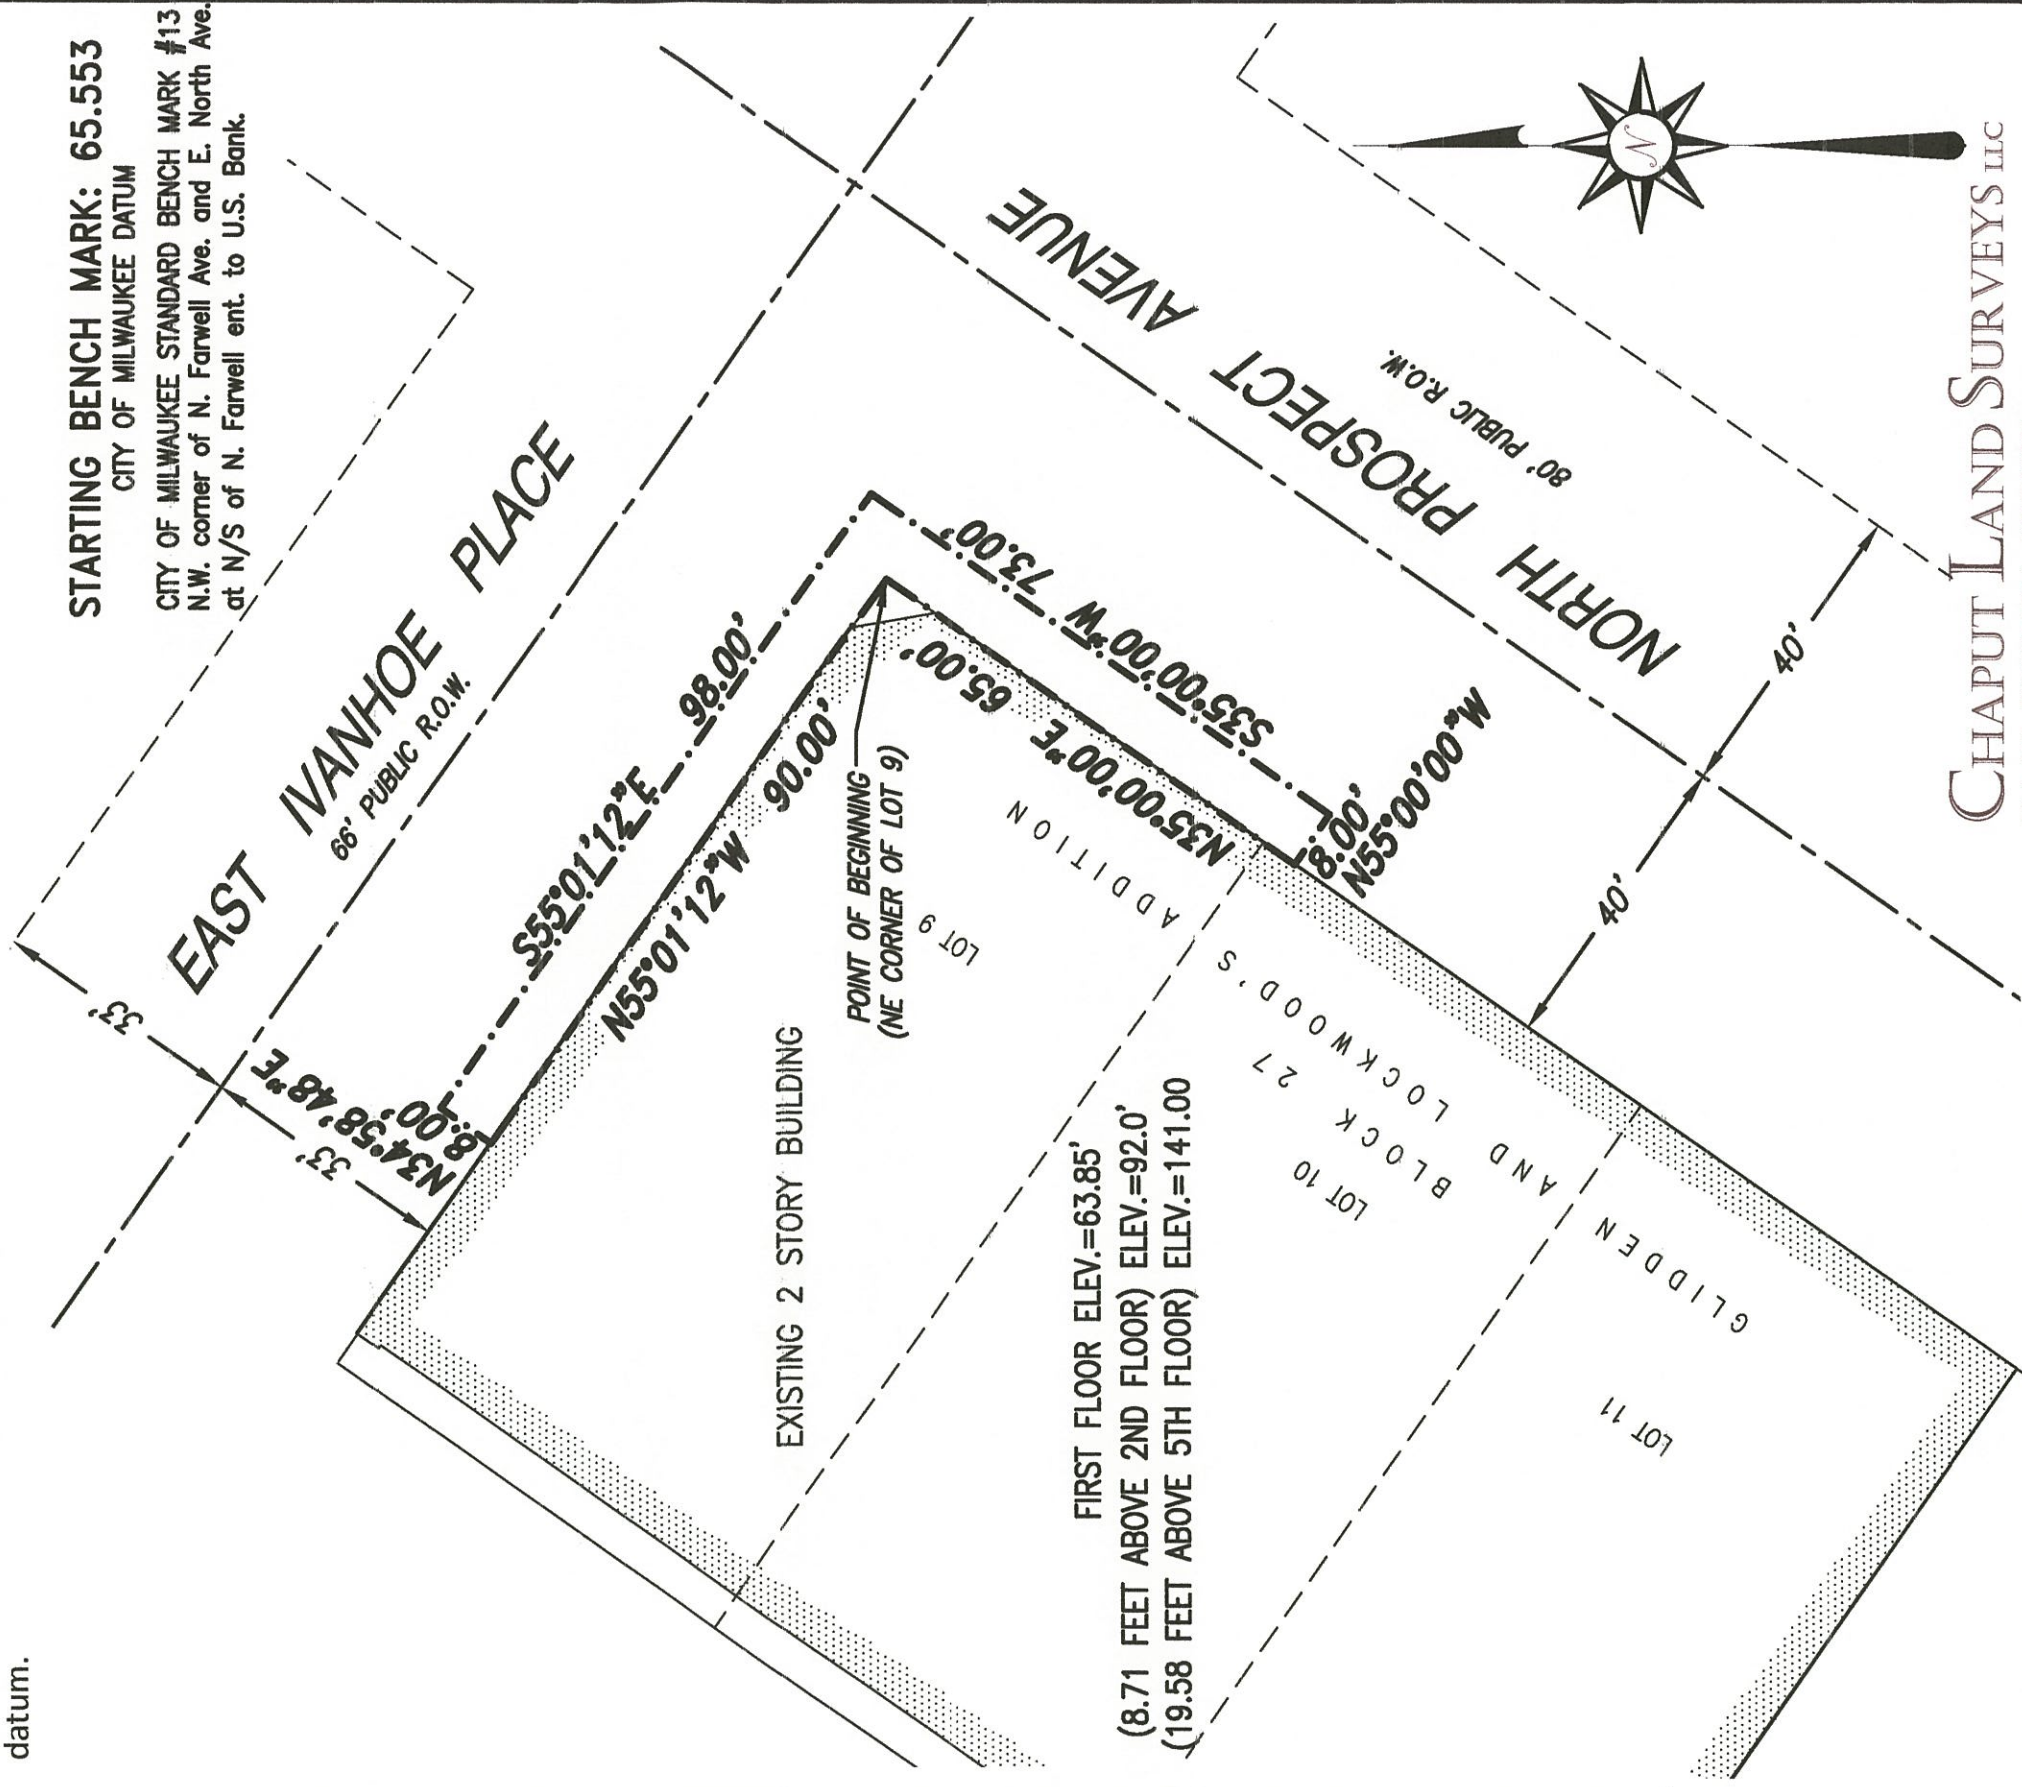 datum.
STARTING BENCH MARK: 65.553
CITY OF MILWAUKEE DATUM
CITY OF MILWAUKEE STANDARD BENCH MARK #13
N.W. corner of N. Farwell Ave. and E. North Ave.
at N/S of N. Farwell ent. to U.S. Bank.
EAST IVANHOE PLACE
66' PUBLIC R.O.W.
33'
33'
N34°58'48"E
8.00'
S55°01'12"E 98.00'
N55°01'12"W 90.00'
POINT OF BEGINNING
(NE CORNER OF LOT 9)
65.00'
N35°00'00"E
S35°00'00"W 73.00'
8.00'
N55°00'00"W
NORTH PROSPECT AVENUE
80' PUBLIC R.O.W.
40'
40'
EXISTING 2 STORY BUILDING
LOT 9
LOT 10
LOT 11
BLOCK 27
GLIDDEN AND LOCKWOOD'S ADDITION
FIRST FLOOR ELEV.=63.85'
(8.71 FEET ABOVE 2ND FLOOR) ELEV.=92.0'
(19.58 FEET ABOVE 5TH FLOOR) ELEV.=141.00
N
CHAPUT LAND SURVEYS LLC